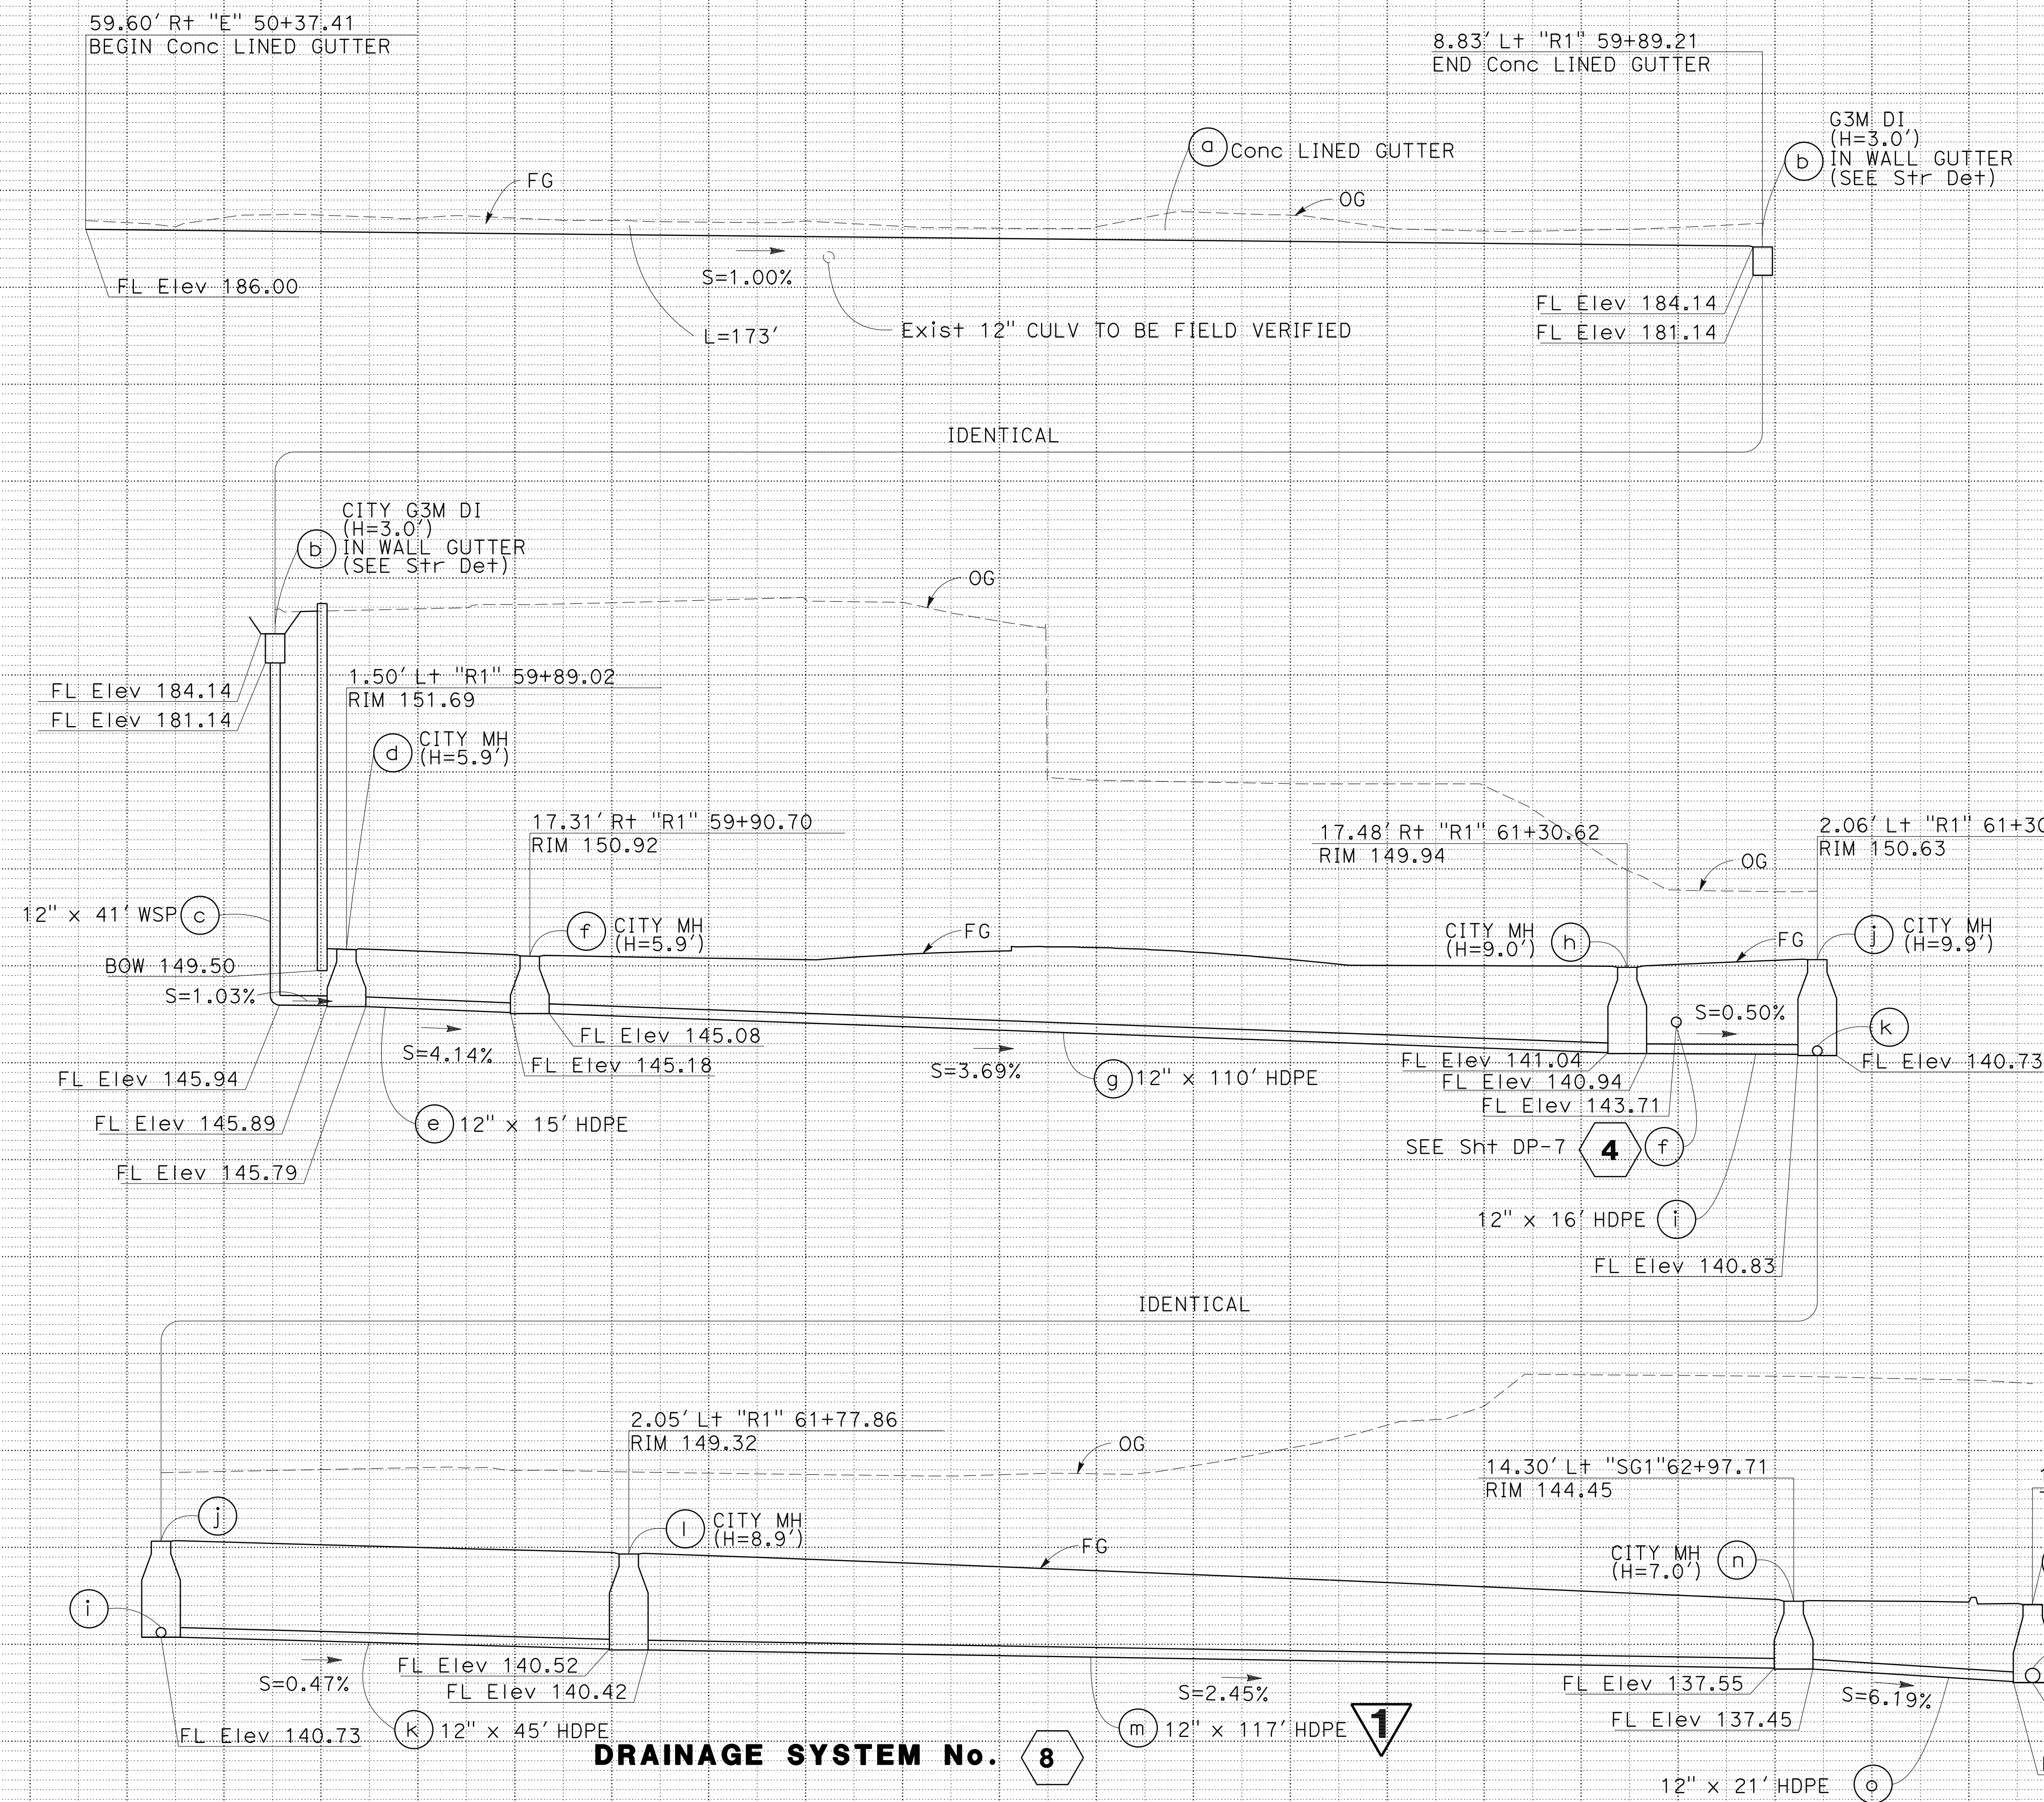 59.60' Rt "E" 50+37.41
BEGIN Conc LINED GUTTER
8.83' Lt "R1" 59+89.21
END Conc LINED GUTTER
FG
a Conc LINED GUTTER
OG
G3M DI
(H=3.0')
b IN WALL GUTTER
(SEE Str Det)
FL Elev 186.00
S=1.00%
L=173'
Exist 12" CULV TO BE FIELD VERIFIED
FL Elev 184.14
FL Elev 181.14
IDENTICAL
CITY G3M DI
(H=3.0')
b IN WALL GUTTER
(SEE Str Det)
OG
FL Elev 184.14
FL Elev 181.14
1.50' Lt "R1" 59+89.02
RIM 151.69
d CITY MH
(H=5.9')
17.31' Rt "R1" 59+90.70
RIM 150.92
17.48' Rt "R1" 61+30.62
RIM 149.94
2.06' Lt "R1" 61+30
RIM 150.63
OG
12" x 41' WSP c
f CITY MH
(H=5.9')
FG
CITY MH
(H=9.0') h
FG
j CITY MH
(H=9.9')
BOW 149.50
S=1.03%
S=4.14%
FL Elev 145.08
FL Elev 145.18
S=3.69%
g 12" x 110' HDPE
S=0.50%
k
FL Elev 140.73
FL Elev 141.04
FL Elev 140.94
FL Elev 143.71
FL Elev 145.94
FL Elev 145.89
e 12" x 15' HDPE
FL Elev 145.79
SEE Sht DP-7 4 f
12" x 16' HDPE i
FL Elev 140.83
IDENTICAL
2.05' Lt "R1" 61+77.86
RIM 149.32
OG
14.30' Lt "SG1"62+97.71
RIM 144.45
j
l CITY MH
(H=8.9')
FG
CITY MH
(H=7.0') n
i
S=0.47%
FL Elev 140.52
FL Elev 140.42
S=2.45%
FL Elev 137.55
FL Elev 137.45
S=6.19%
FL Elev 140.73
k 12" x 45' HDPE
m 12" x 117' HDPE 1
DRAINAGE SYSTEM No. 8
12" x 21' HDPE o